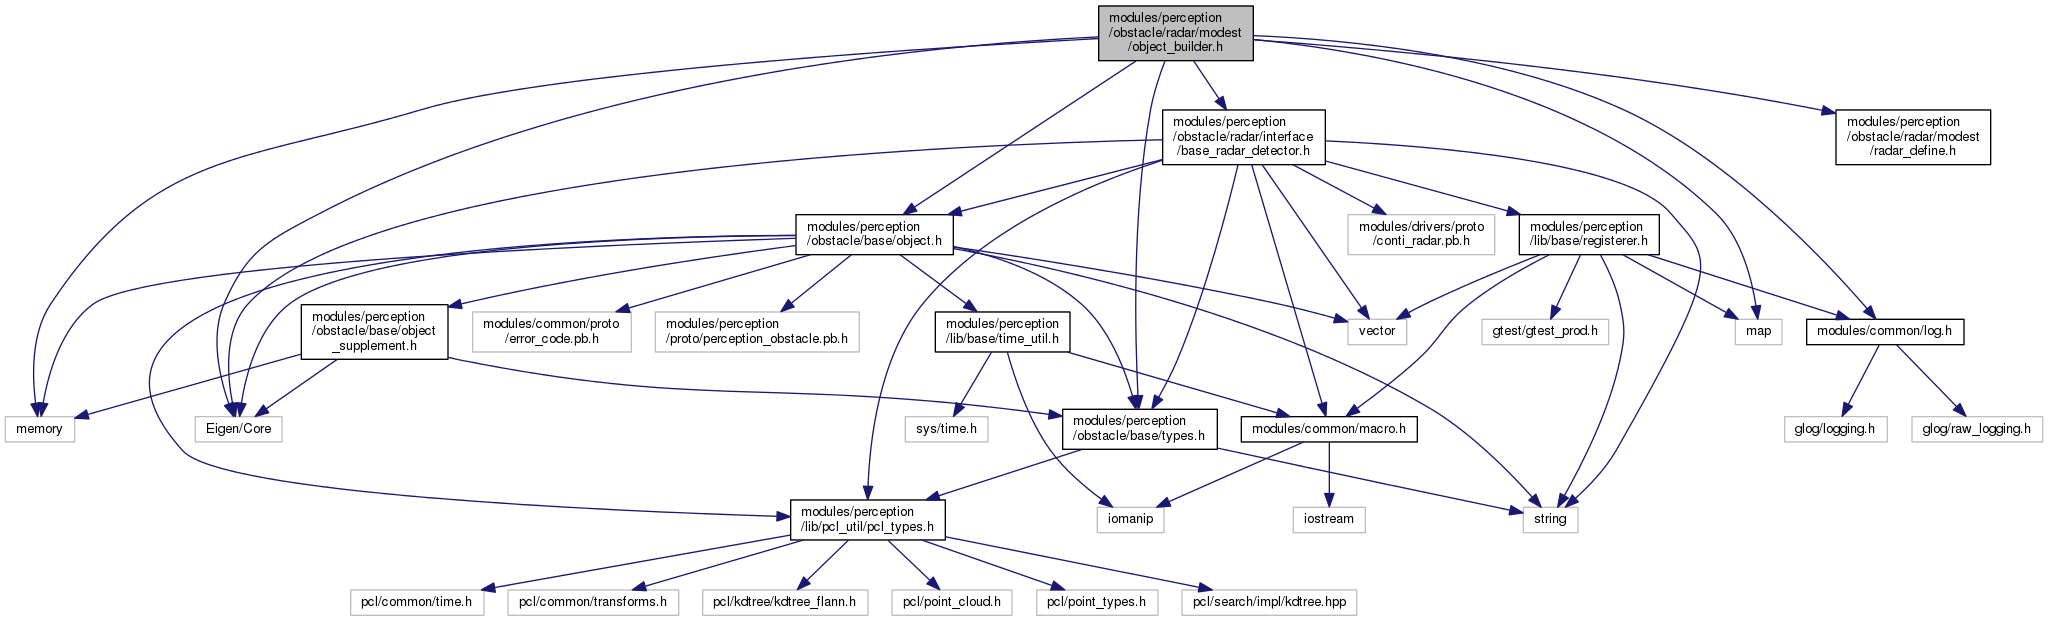 modules/perception
/obstacle/radar/modest
/object_builder.h
modules/perception
/obstacle/radar/interface
/base_radar_detector.h
modules/perception
/obstacle/radar/modest
/radar_define.h
modules/perception
/obstacle/base/object.h
modules/drivers/proto
/conti_radar.pb.h
modules/perception
/lib/base/registerer.h
modules/perception
/obstacle/base/object
_supplement.h
modules/common/proto
/error_code.pb.h
modules/perception
/proto/perception_obstacle.pb.h
modules/perception
/lib/base/time_util.h
vector
gtest/gtest_prod.h
map
modules/common/log.h
memory
Eigen/Core
sys/time.h
modules/perception
/obstacle/base/types.h
modules/common/macro.h
glog/logging.h
glog/raw_logging.h
modules/perception
/lib/pcl_util/pcl_types.h
iomanip
iostream
string
pcl/common/time.h
pcl/common/transforms.h
pcl/kdtree/kdtree_flann.h
pcl/point_cloud.h
pcl/point_types.h
pcl/search/impl/kdtree.hpp